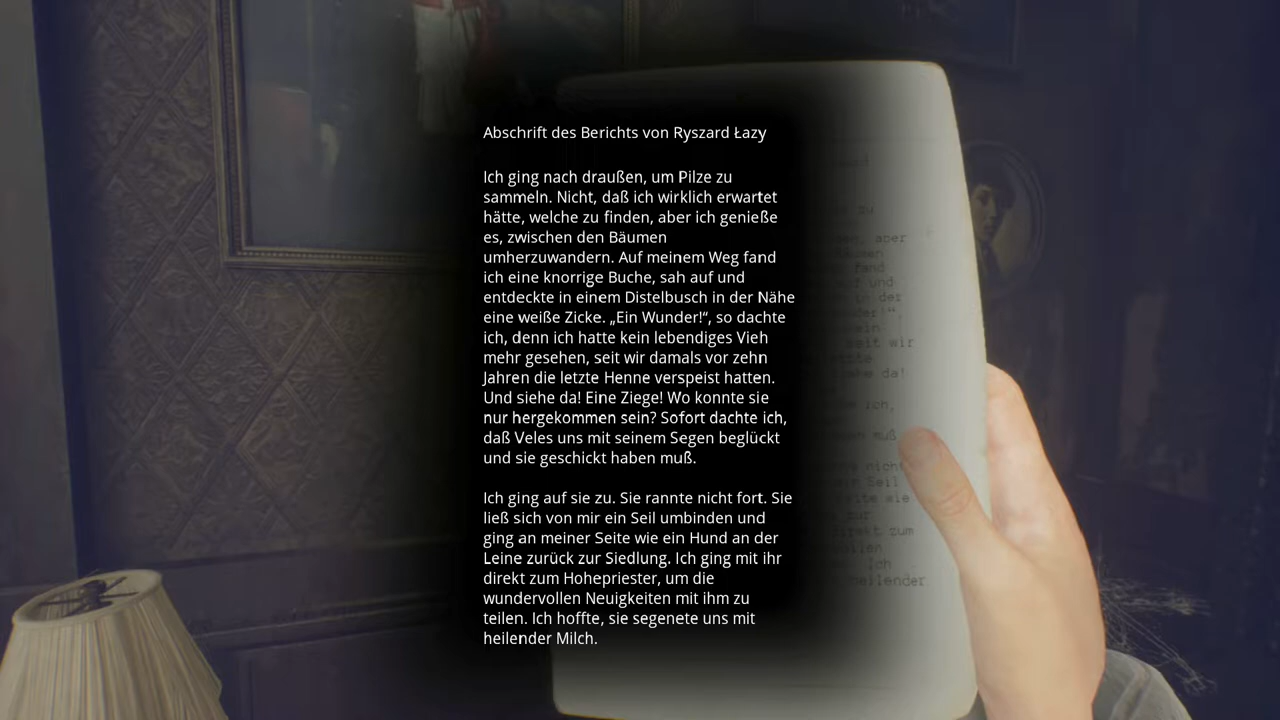 Abschrift des Berichts von Ryszard Łazy
Ich ging nach draußen, um Pilze zu
sammeln. Nicht, daß ich wirklich erwartet
hätte, welche zu finden, aber ich genieße
es, zwischen den Bäumen
umherzuwandern. Auf meinem Weg fand
ich eine knorrige Buche, sah auf und
entdeckte in einem Distelbusch in der Nähe
eine weiße Zicke. „Ein Wunder!“, so dachte
ich, denn ich hatte kein lebendiges Vieh
mehr gesehen, seit wir damals vor zehn
Jahren die letzte Henne verspeist hatten.
Und siehe da! Eine Ziege! Wo konnte sie
nur hergekommen sein? Sofort dachte ich,
daß Veles uns mit seinem Segen beglückt
und sie geschickt haben muß.
Ich ging auf sie zu. Sie rannte nicht fort. Sie
ließ sich von mir ein Seil umbinden und
ging an meiner Seite wie ein Hund an der
Leine zurück zur Siedlung. Ich ging mit ihr
direkt zum Hohepriester, um die
wundervollen Neuigkeiten mit ihm zu
teilen. Ich hoffte, sie segenete uns mit
heilender Milch.